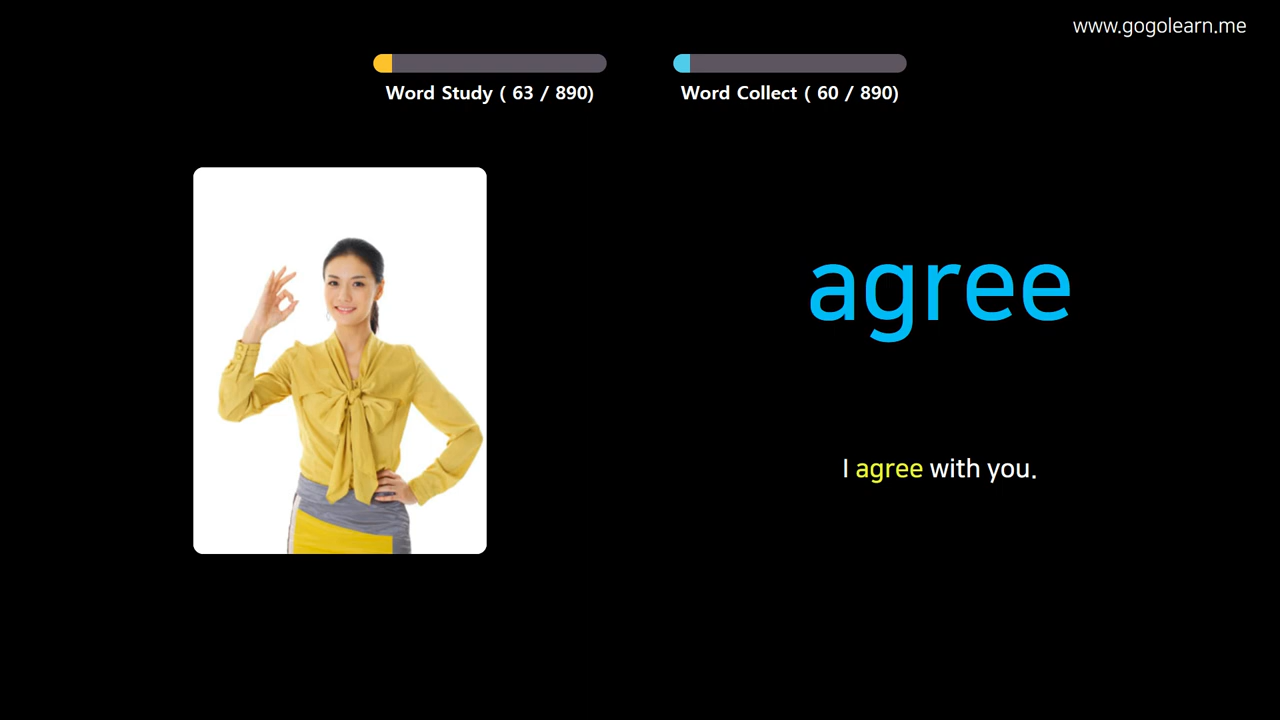 www.gogolearn.me
Word Study ( 63 / 890)
Word Collect ( 60 / 890)
agree
I agree with you.